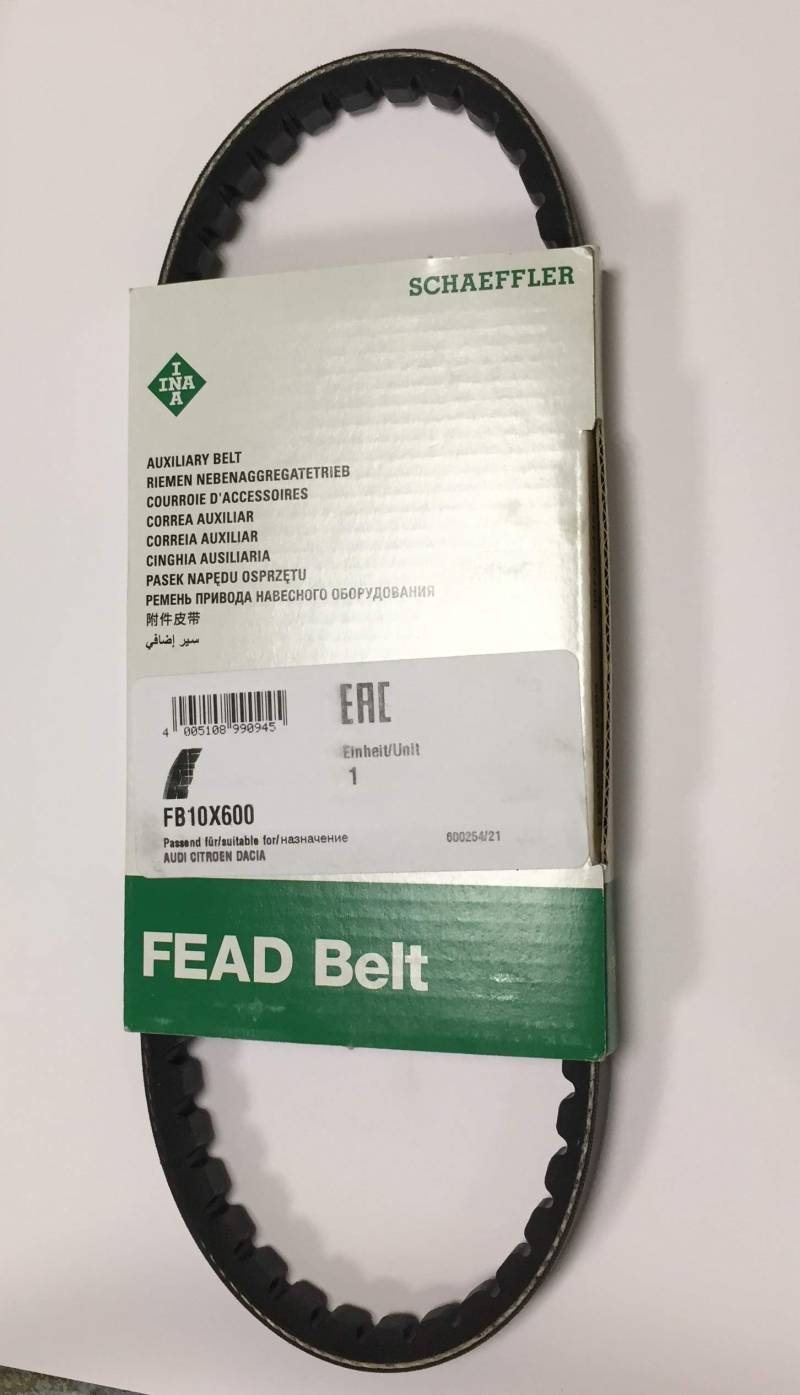 SCHAEFFLER
I
INA
A
AUXILIARY BELT
RIEMEN NEBENAGGREGATETRIEB
COURROIE D'ACCESSOIRES
CORREA AUXILIAR
CORREIA AUXILIAR
CINGHIA AUSILIARIA
PASEK NAPĘDU OSPRZĘTU
РЕМЕНЬ ПРИВОДА НАВЕСНОГО ОБОРУДОВАНИЯ
附件皮带
سير إضافي
4 005108 990945
EAC
Einheit/Unit
1
FB10X600
Passend für/suitable for/назначение
600254/21
AUDI CITROEN DACIA
FEAD Belt